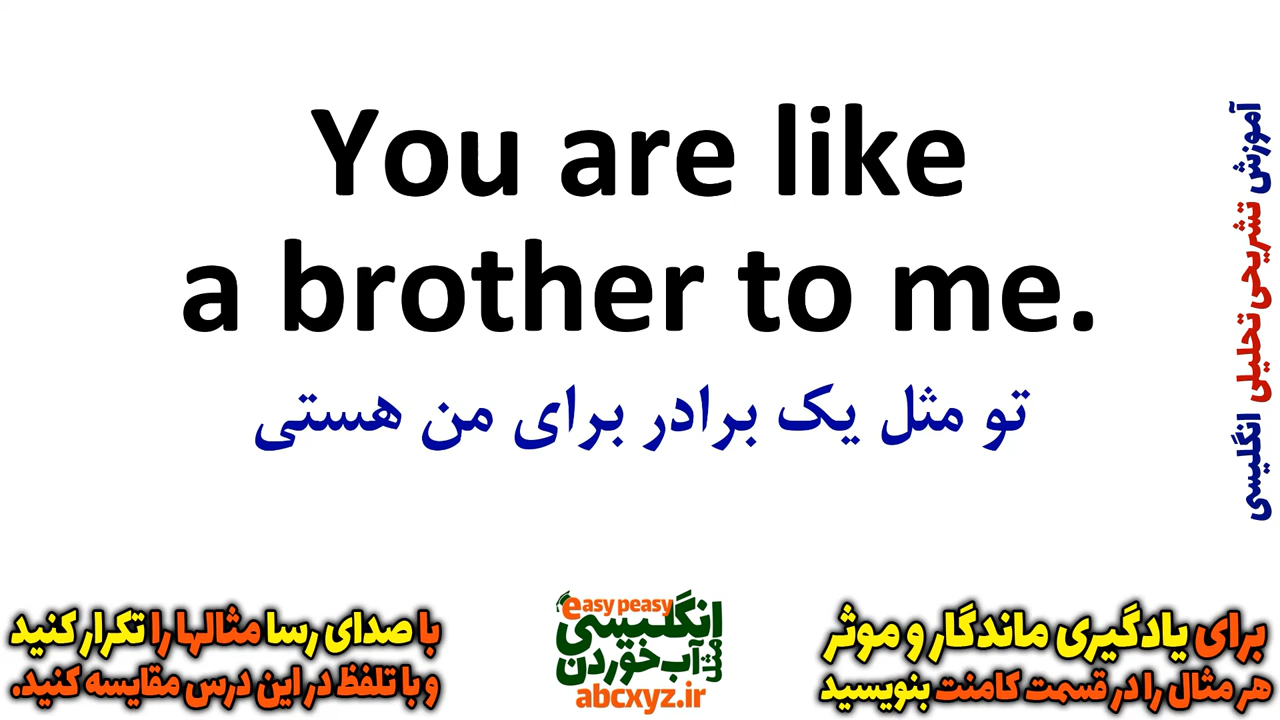 You are like
a brother to me.
تو مثل یک برادر برای من هستی
آموزش تشریحی تحلیلی انگلیسی
برای یادگیری ماندگار و موثر
هر مثال را در قسمت کامنت بنویسید
easy peasy
انگلیسی
مثل آب خوردن
abcxyz.ir
با صدای رسا مثالها را تکرار کنید
و با تلفظ در این درس مقایسه کنید.